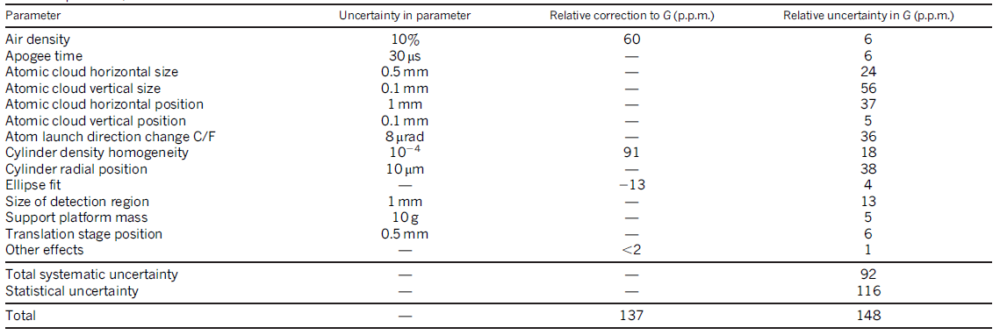 Parameter Uncertainty in parameter Relative correction to G (p.p.m.) Relative uncertainty in G (p.p.m.)
Air density 10% 60 6
Apogee time 30 μs — 6
Atomic cloud horizontal size 0.5 mm — 24
Atomic cloud vertical size 0.1 mm — 56
Atomic cloud horizontal position 1 mm — 37
Atomic cloud vertical position 0.1 mm — 5
Atom launch direction change C/F 8 μrad — 36
Cylinder density homogeneity 10⁻⁴ 91 18
Cylinder radial position 10 μm — 38
Ellipse fit — −13 4
Size of detection region 1 mm — 13
Support platform mass 10 g — 5
Translation stage position 0.5 mm — 6
Other effects — <2 1
Total systematic uncertainty — — 92
Statistical uncertainty — — 116
Total — 137 148